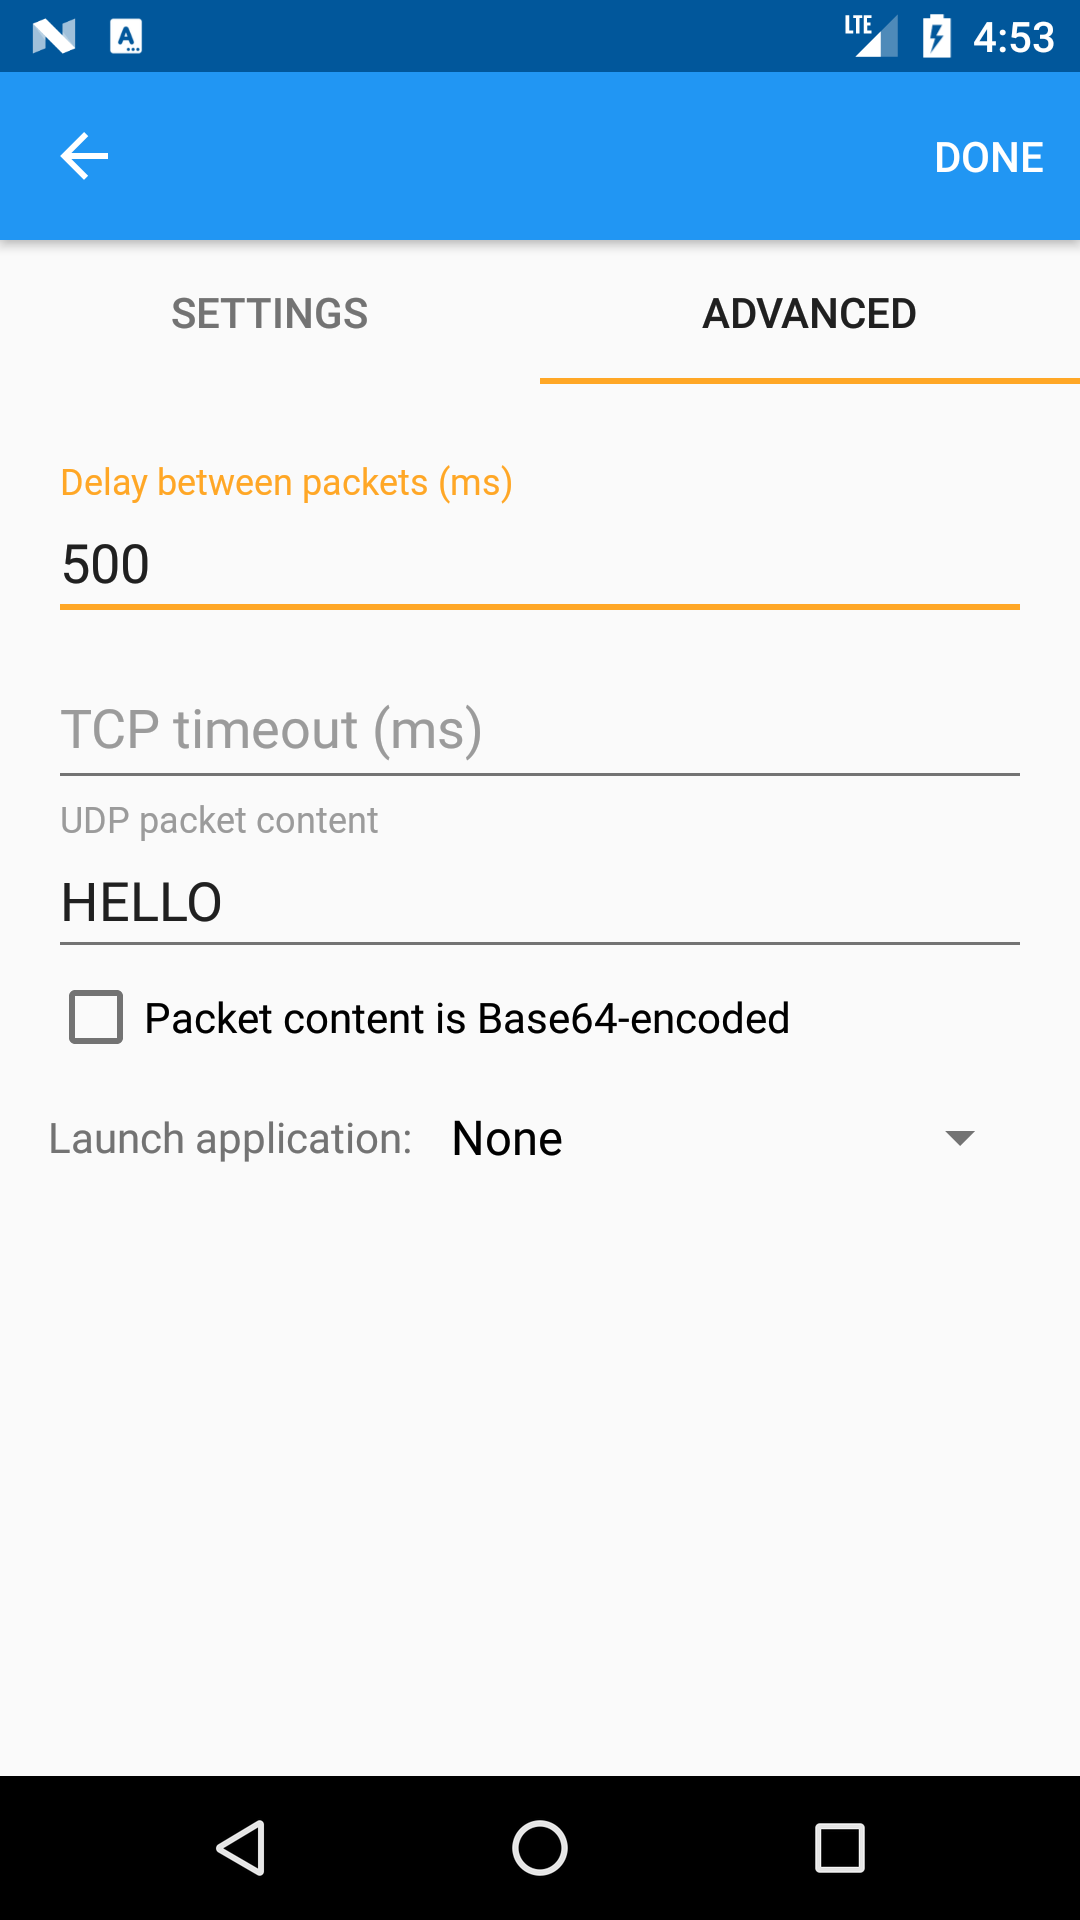 LTE 4:53
DONE
SETTINGS ADVANCED
Delay between packets (ms)
500
TCP timeout (ms)
UDP packet content
HELLO
Packet content is Base64-encoded
Launch application: None